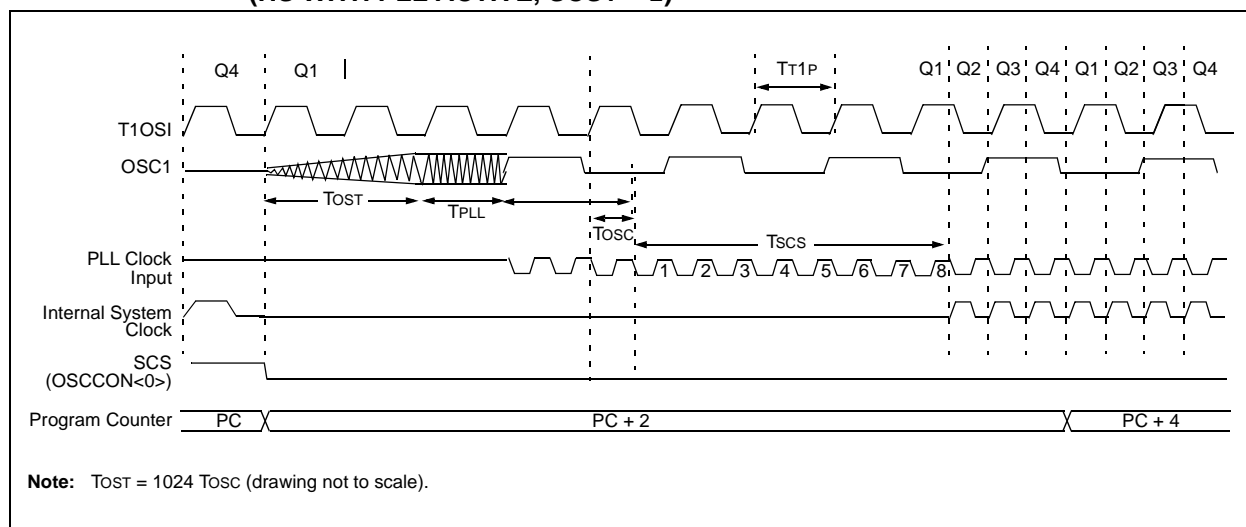 Q4 Q1 TT1P Q1 Q2 Q3 Q4 Q1 Q2 Q3 Q4
T1OSI
OSC1
TOST TPLL
TOSC TSCS
PLL Clock
Input
1 2 3 4 5 6 7 8
Internal System
Clock
SCS
(OSCCON<0>)
Program Counter PC PC + 2 PC + 4
Note: TOST = 1024 TOSC (drawing not to scale).